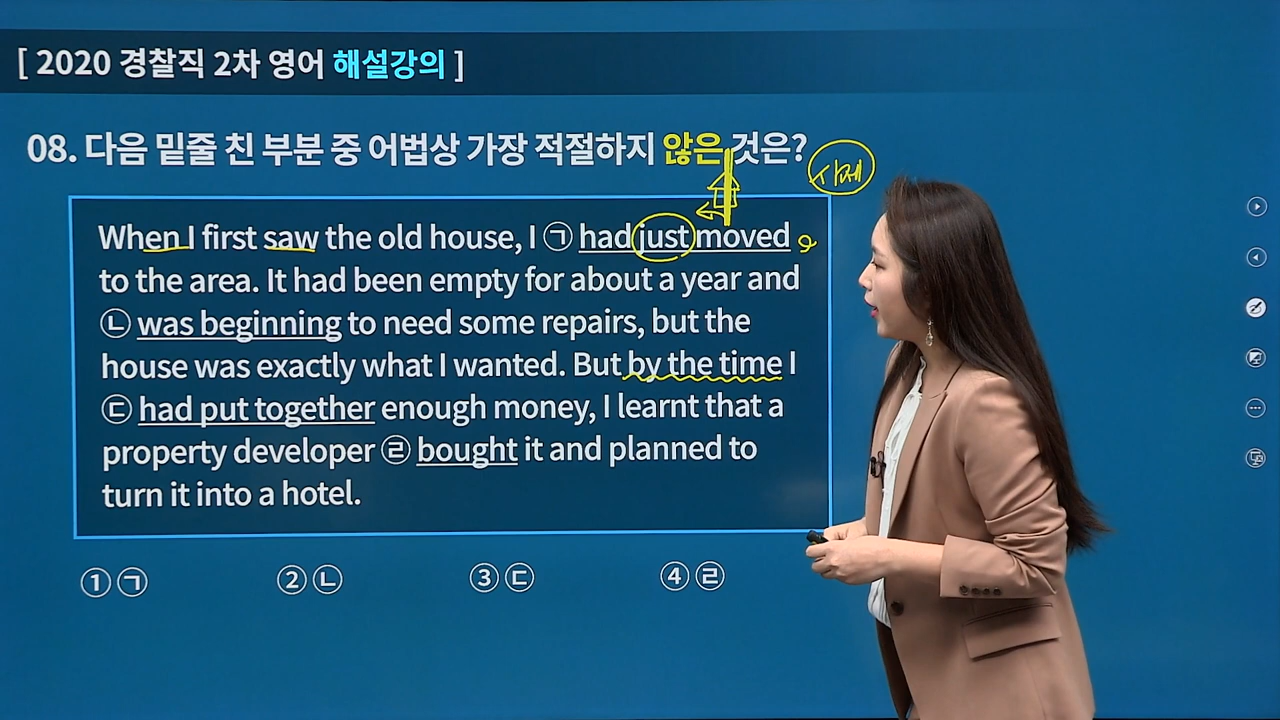 [ 2020 경찰직 2차 영어 해설강의 ]
08. 다음 밑줄 친 부분 중 어법상 가장 적절하지 않은 것은?
시제
When I first saw the old house, I ㉠ had just moved
to the area. It had been empty for about a year and
㉡ was beginning to need some repairs, but the
house was exactly what I wanted. But by the time I
㉢ had put together enough money, I learnt that a
property developer ㉣ bought it and planned to
turn it into a hotel.
① ㉠ ② ㉡ ③ ㉢ ④ ㉣